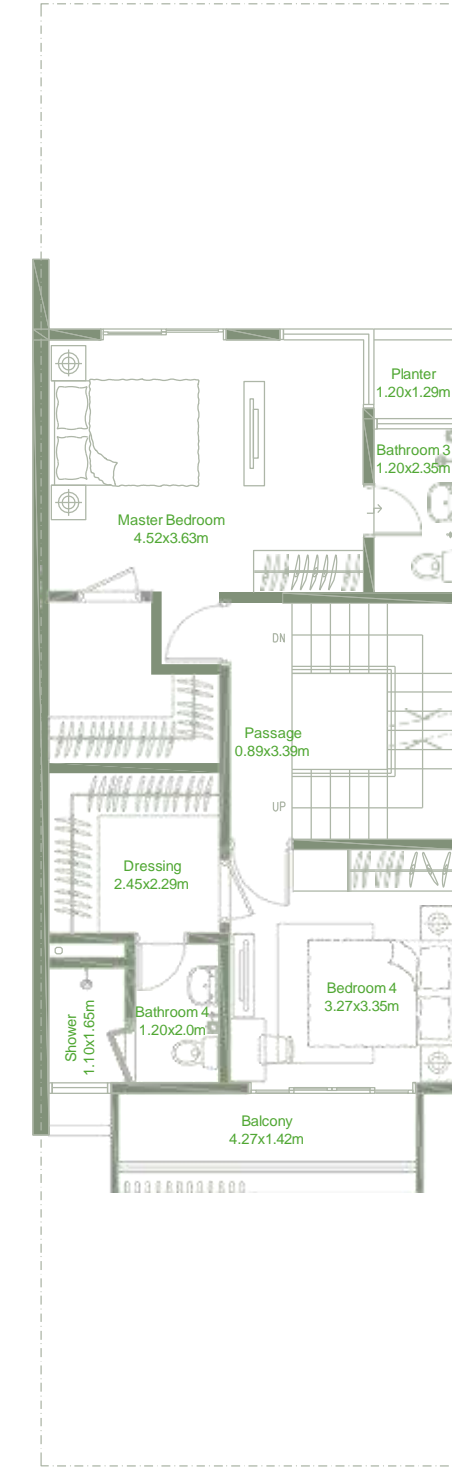 Planter
1.20x1.29m
Bathroom 3
1.20x2.35m
Master Bedroom
4.52x3.63m
DN
Passage
0.89x3.39m
UP
Dressing
2.45x2.29m
Bedroom 4
3.27x3.35m
Bathroom 4
1.20x2.0m
Shower
1.10x1.65m
Balcony
4.27x1.42m